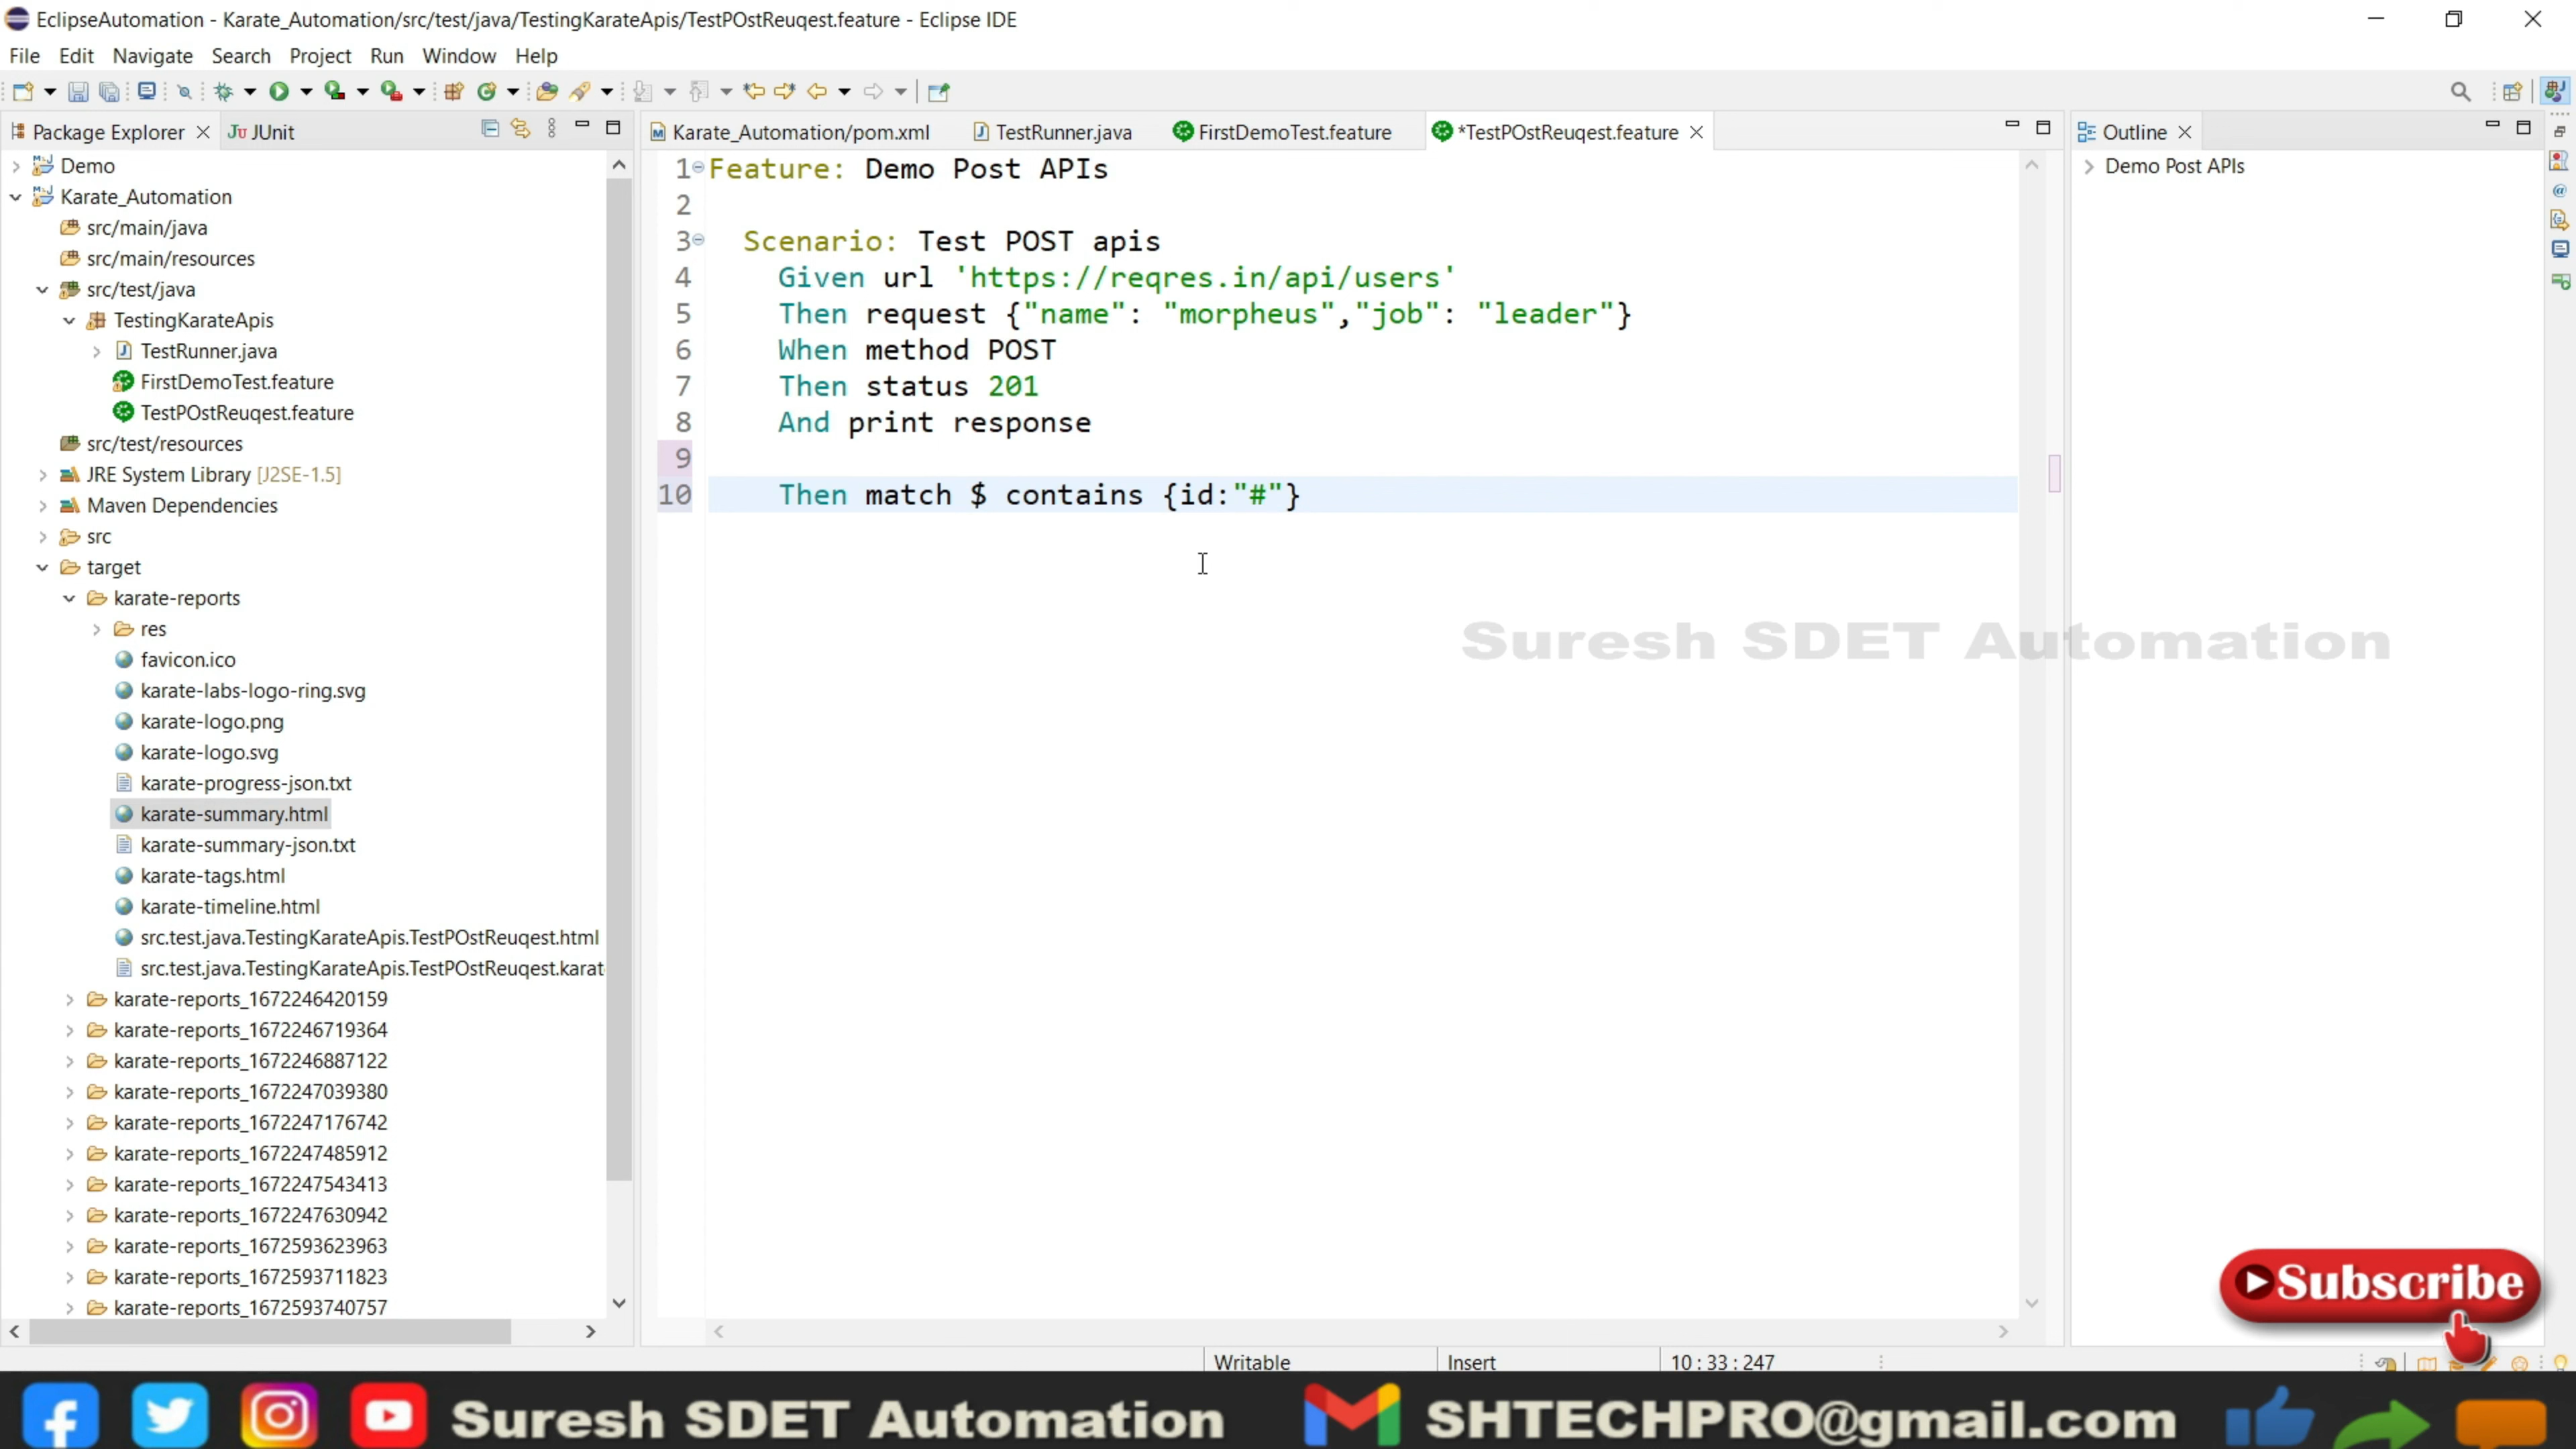 EclipseAutomation - Karate_Automation/src/test/java/TestingKarateApis/TestPOstReuqest.feature - Eclipse IDE
File Edit Navigate Search Project Run Window Help
Package Explorer JUnit
Demo
Karate_Automation
src/main/java
src/main/resources
src/test/java
TestingKarateApis
TestRunner.java
FirstDemoTest.feature
TestPOstReuqest.feature
src/test/resources
JRE System Library [J2SE-1.5]
Maven Dependencies
src
target
karate-reports
res
favicon.ico
karate-labs-logo-ring.svg
karate-logo.png
karate-logo.svg
karate-progress-json.txt
karate-summary.html
karate-summary-json.txt
karate-tags.html
karate-timeline.html
src.test.java.TestingKarateApis.TestPOstReuqest.html
src.test.java.TestingKarateApis.TestPOstReuqest.karat
karate-reports_1672246420159
karate-reports_1672246719364
karate-reports_1672246887122
karate-reports_1672247039380
karate-reports_1672247176742
karate-reports_1672247485912
karate-reports_1672247543413
karate-reports_1672247630942
karate-reports_1672593623963
karate-reports_1672593711823
karate-reports_1672593740757
Karate_Automation/pom.xml TestRunner.java FirstDemoTest.feature *TestPOstReuqest.feature
1 Feature: Demo Post APIs
2
3 Scenario: Test POST apis
4 Given url 'https://reqres.in/api/users'
5 Then request {"name": "morpheus","job": "leader"}
6 When method POST
7 Then status 201
8 And print response
9
10 Then match $ contains {id:"#"}
Outline
Demo Post APIs
Suresh SDET Automation
Subscribe
Writable Insert 10 : 33 : 247
Suresh SDET Automation SHTECHPRO@gmail.com